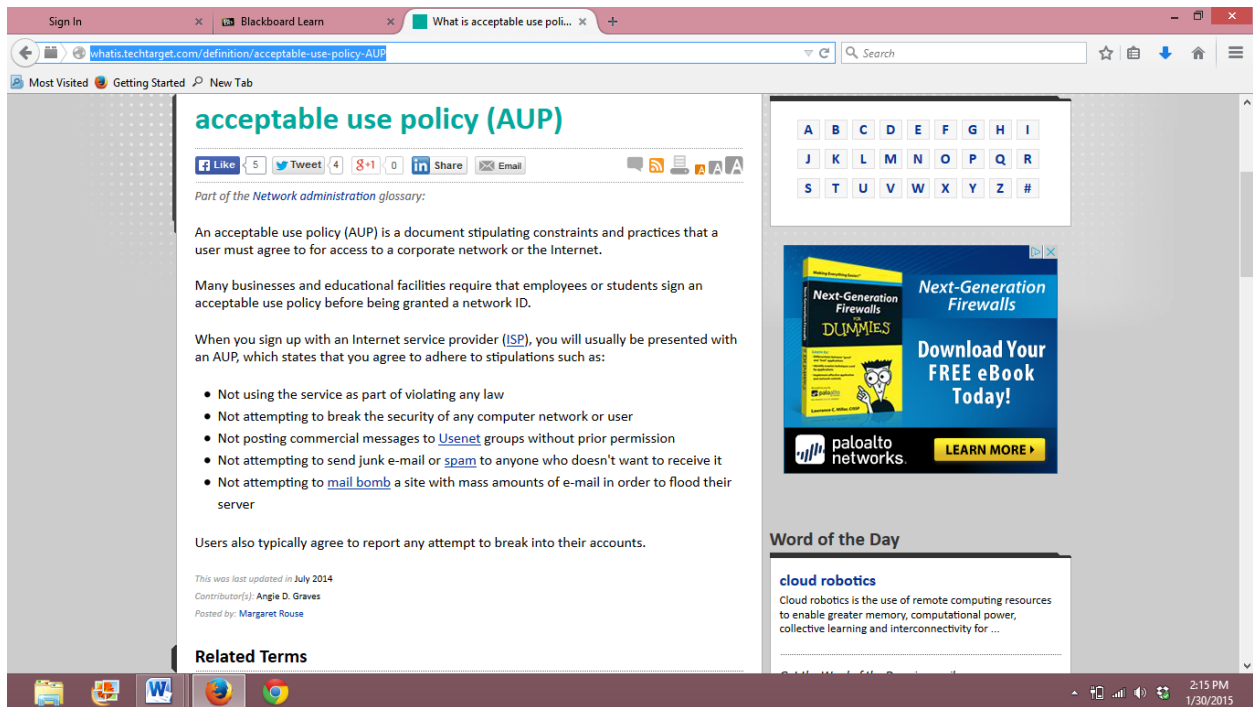 Sign In
Blackboard Learn
What is acceptable use poli...
whatis.techtarget.com/definition/acceptable-use-policy-AUP
Search
Most Visited Getting Started New Tab
acceptable use policy (AUP)
Like 5 Tweet 4 g+1 0 in Share Email
A A A
Part of the Network administration glossary:
An acceptable use policy (AUP) is a document stipulating constraints and practices that a
user must agree to for access to a corporate network or the Internet.
Many businesses and educational facilities require that employees or students sign an
acceptable use policy before being granted a network ID.
When you sign up with an Internet service provider (ISP), you will usually be presented with
an AUP, which states that you agree to adhere to stipulations such as:
• Not using the service as part of violating any law
• Not attempting to break the security of any computer network or user
• Not posting commercial messages to Usenet groups without prior permission
• Not attempting to send junk e-mail or spam to anyone who doesn't want to receive it
• Not attempting to mail bomb a site with mass amounts of e-mail in order to flood their
server
Users also typically agree to report any attempt to break into their accounts.
This was last updated in July 2014
Contributor(s): Angie D. Graves
Posted by: Margaret Rouse
Related Terms
A B C D E F G H I
J K L M N O P Q R
S T U V W X Y Z #
Making Everything Easier!
Next-Generation
Firewalls
FOR
DUMMIES
Lawrence C. Miller, CISSP
Next-Generation
Firewalls
Download Your
FREE eBook
Today!
paloalto
networks.
LEARN MORE
Word of the Day
cloud robotics
Cloud robotics is the use of remote computing resources
to enable greater memory, computational power,
collective learning and interconnectivity for ...
2:15 PM
1/30/2015